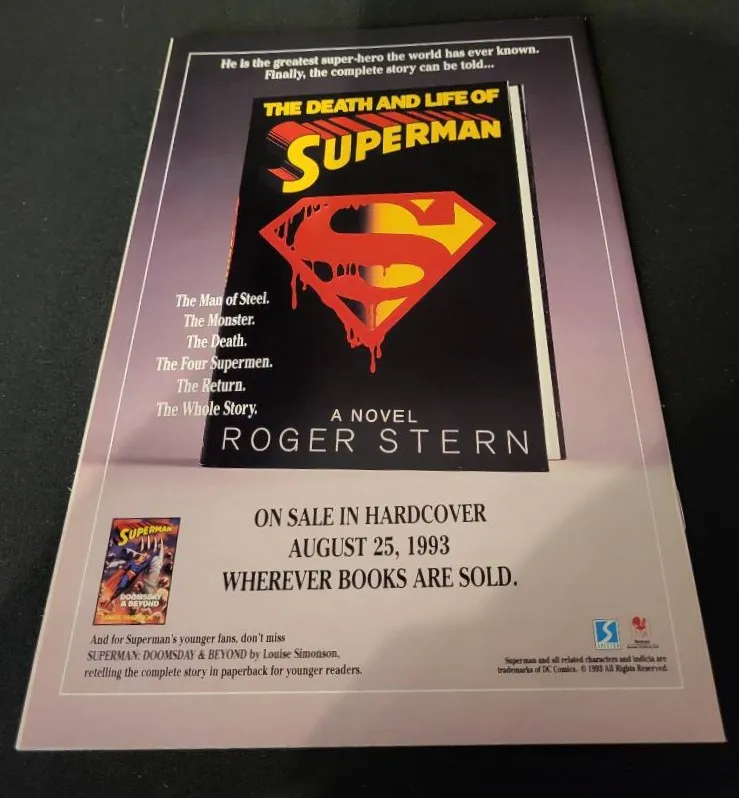 He is the greatest super-hero the world has ever known.
Finally, the complete story can be told...
THE DEATH AND LIFE OF
SUPERMAN
The Man of Steel.
The Monster.
The Death.
The Four Supermen.
The Return.
The Whole Story.
A NOVEL
ROGER STERN
ON SALE IN HARDCOVER
AUGUST 25, 1993
WHEREVER BOOKS ARE SOLD.
SUPERMAN
DOOMSDAY
& BEYOND
And for Superman's younger fans, don't miss
SUPERMAN: DOOMSDAY & BEYOND by Louise Simonson,
retelling the complete story in paperback for younger readers.
Superman and all related characters and indicia are
trademarks of DC Comics. © 1993 All Rights Reserved.